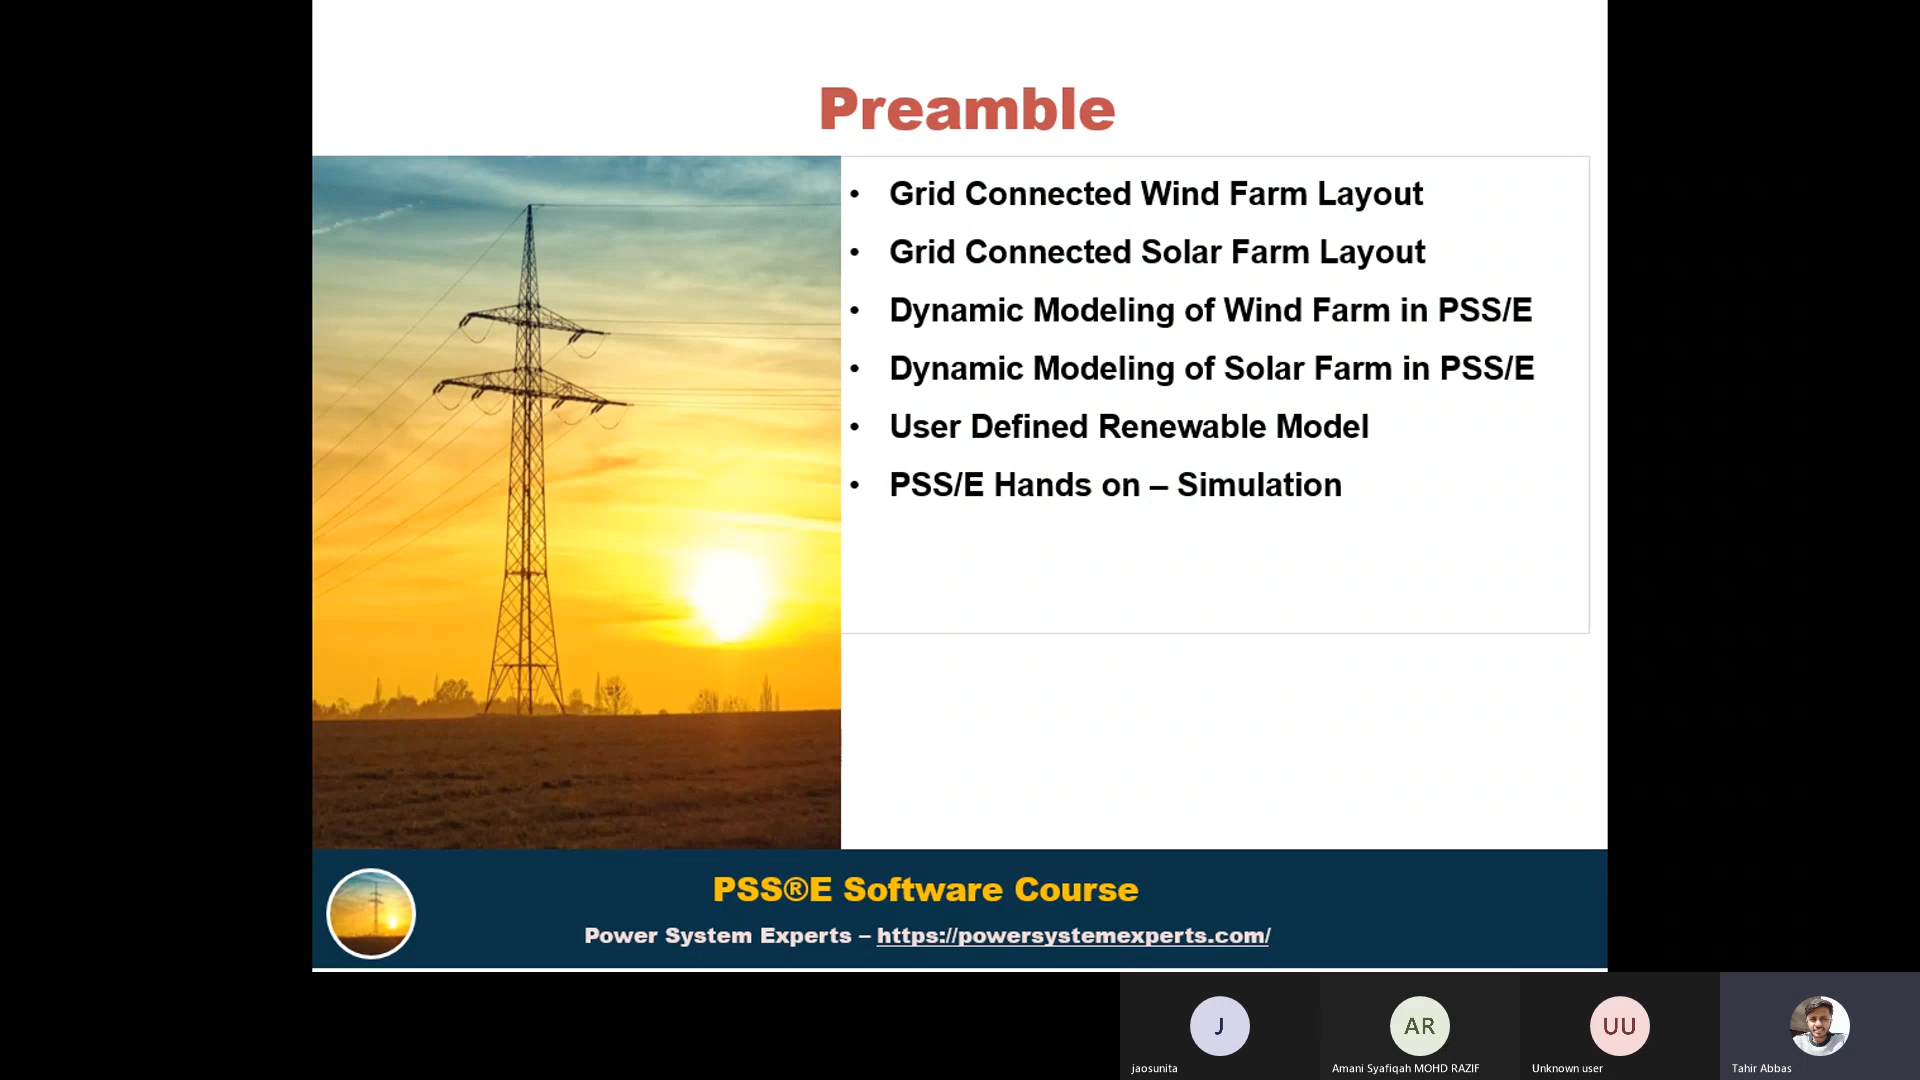 Preamble
• Grid Connected Wind Farm Layout
• Grid Connected Solar Farm Layout
• Dynamic Modeling of Wind Farm in PSS/E
• Dynamic Modeling of Solar Farm in PSS/E
• User Defined Renewable Model
• PSS/E Hands on – Simulation
PSS®E Software Course
Power System Experts – https://powersystemexperts.com/
J
AR
UU
jaosunita
Amani Syafiqah MOHD RAZIF
Unknown user
Tahir Abbas